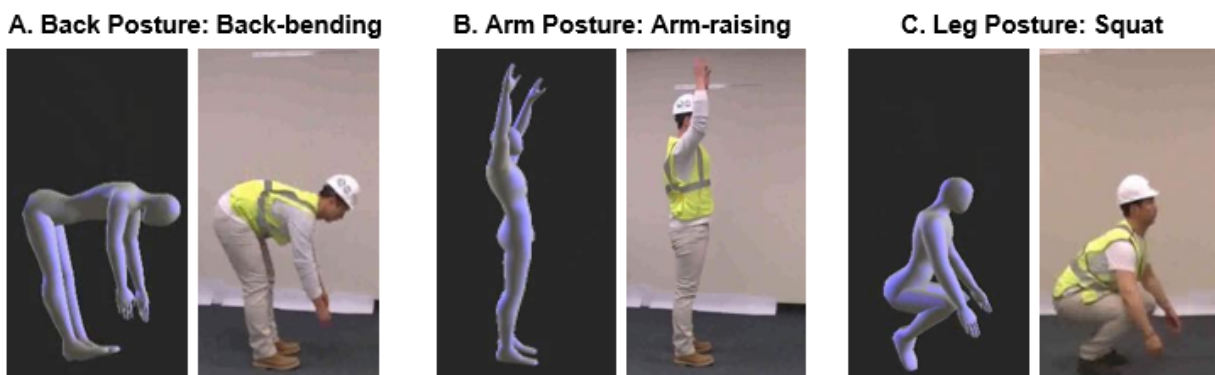 A. Back Posture: Back-bending
B. Arm Posture: Arm-raising
C. Leg Posture: Squat